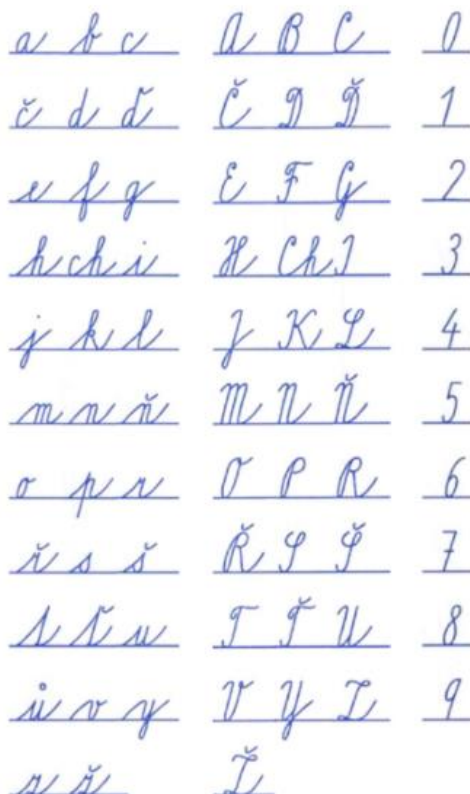 a b c A B C 0
č d ď Č D Ď 1
e f g E F G 2
h ch i H Ch I 3
j k l J K L 4
m n ň M N Ň 5
o p r O P R 6
ř s š Ř S Š 7
t ť u T Ť U 8
ů v y V Y Z 9
z ž Ž